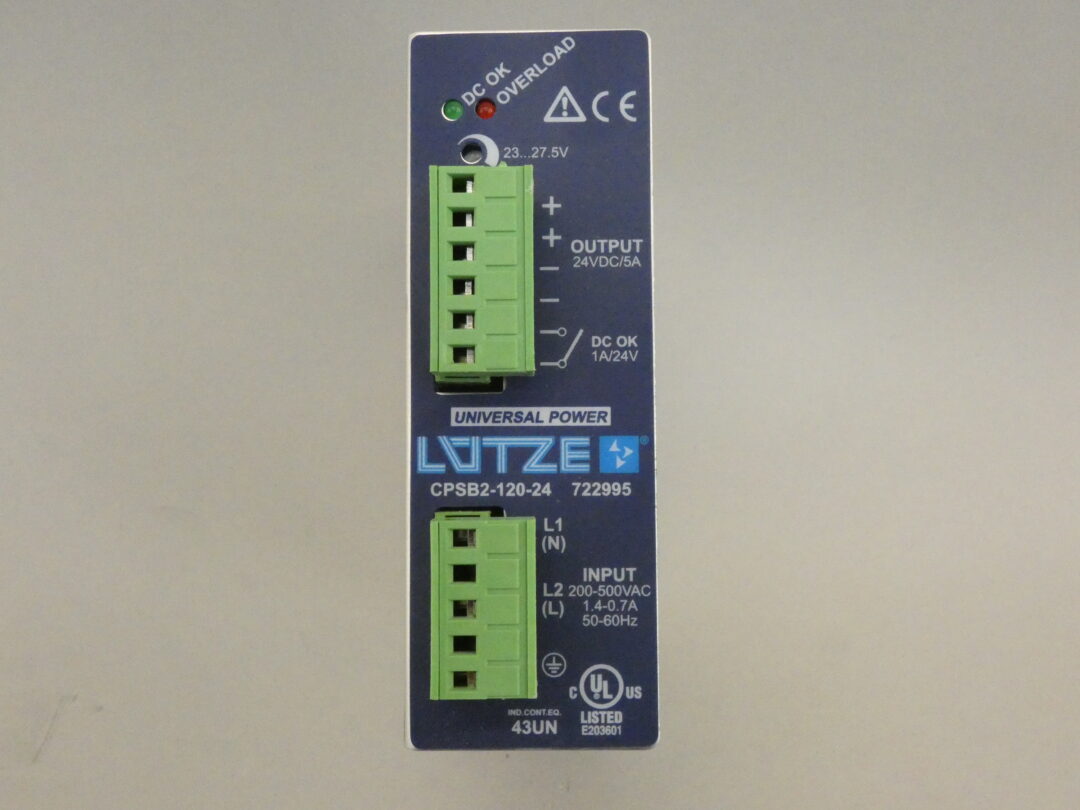 DC OK
OVERLOAD
CE
23...27.5V
+
+
OUTPUT
24VDC/5A
−
−
DC OK
1A/24V
UNIVERSAL POWER
LÜTZE ®
CPSB2-120-24 722995
L1
(N)
INPUT
L2 200-500VAC
(L) 1.4-0.7A
50-60Hz
C UL US
LISTED
E203601
IND.CONT.EQ.
43UN